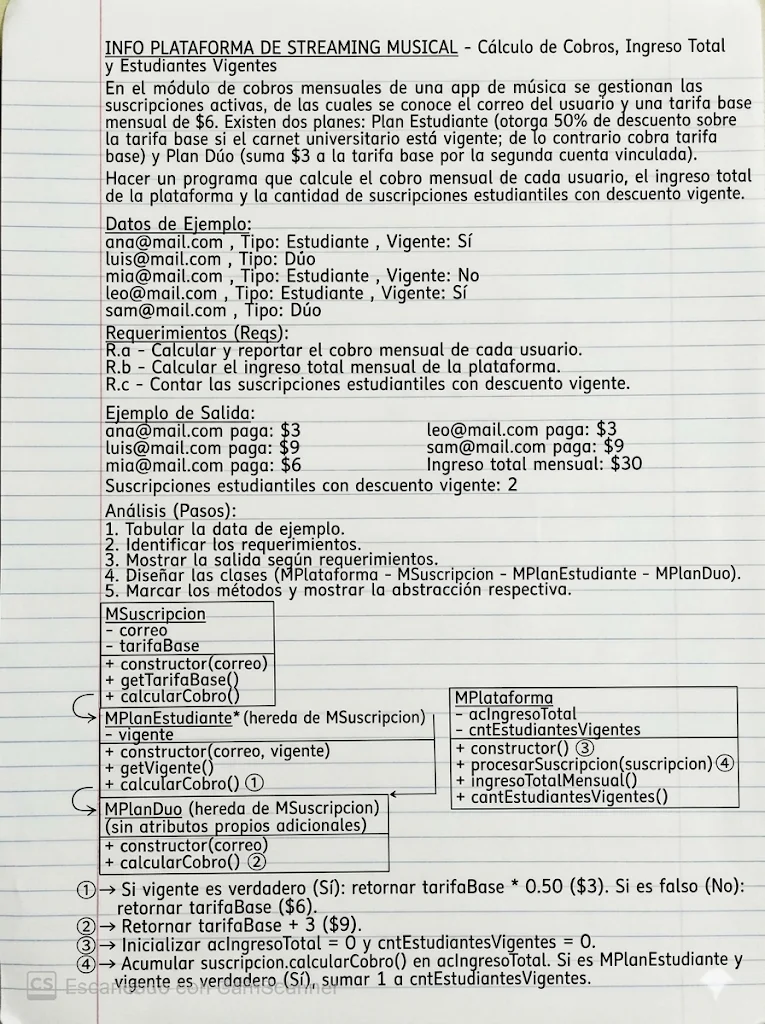 INFO PLATAFORMA DE STREAMING MUSICAL - Cálculo de Cobros, Ingreso Total
y Estudiantes Vigentes
En el módulo de cobros mensuales de una app de música se gestionan las
suscripciones activas, de las cuales se conoce el correo del usuario y una tarifa base
mensual de $6. Existen dos planes: Plan Estudiante (otorga 50% de descuento sobre
la tarifa base si el carnet universitario está vigente; de lo contrario cobra tarifa
base) y Plan Dúo (suma $3 a la tarifa base por la segunda cuenta vinculada).
Hacer un programa que calcule el cobro mensual de cada usuario, el ingreso total
de la plataforma y la cantidad de suscripciones estudiantiles con descuento vigente.
Datos de Ejemplo:
ana@mail.com , Tipo: Estudiante , Vigente: Sí
luis@mail.com , Tipo: Dúo
mia@mail.com , Tipo: Estudiante , Vigente: No
leo@mail.com , Tipo: Estudiante , Vigente: Sí
sam@mail.com , Tipo: Dúo
Requerimientos (Reqs):
R.a - Calcular y reportar el cobro mensual de cada usuario.
R.b - Calcular el ingreso total mensual de la plataforma.
R.c - Contar las suscripciones estudiantiles con descuento vigente.
Ejemplo de Salida:
ana@mail.com paga: $3
luis@mail.com paga: $9
mia@mail.com paga: $6
leo@mail.com paga: $3
sam@mail.com paga: $9
Ingreso total mensual: $30
Suscripciones estudiantiles con descuento vigente: 2
Análisis (Pasos):
1. Tabular la data de ejemplo.
2. Identificar los requerimientos.
3. Mostrar la salida según requerimientos.
4. Diseñar las clases (MPlataforma - MSuscripcion - MPlanEstudiante - MPlanDuo).
5. Marcar los métodos y mostrar la abstracción respectiva.
MSuscripcion
- correo
- tarifaBase
+ constructor(correo)
+ getTarifaBase()
+ calcularCobro()
MPlanEstudiante* (hereda de MSuscripcion)
- vigente
+ constructor(correo, vigente)
+ getVigente()
+ calcularCobro() ①
MPlanDuo (hereda de MSuscripcion)
(sin atributos propios adicionales)
+ constructor(correo)
+ calcularCobro() ②
MPlataforma
- acIngresoTotal
- cntEstudiantesVigentes
+ constructor() ③
+ procesarSuscripcion(suscripcion) ④
+ ingresoTotalMensual()
+ cantEstudiantesVigentes()
① → Si vigente es verdadero (Sí): retornar tarifaBase * 0.50 ($3). Si es falso (No):
retornar tarifaBase ($6).
② → Retornar tarifaBase + 3 ($9).
③ → Inicializar acIngresoTotal = 0 y cntEstudiantesVigentes = 0.
④ → Acumular suscripcion.calcularCobro() en acIngresoTotal. Si es MPlanEstudiante y
vigente es verdadero (Sí), sumar 1 a cntEstudiantesVigentes.
CS Escaneado con CamScanner